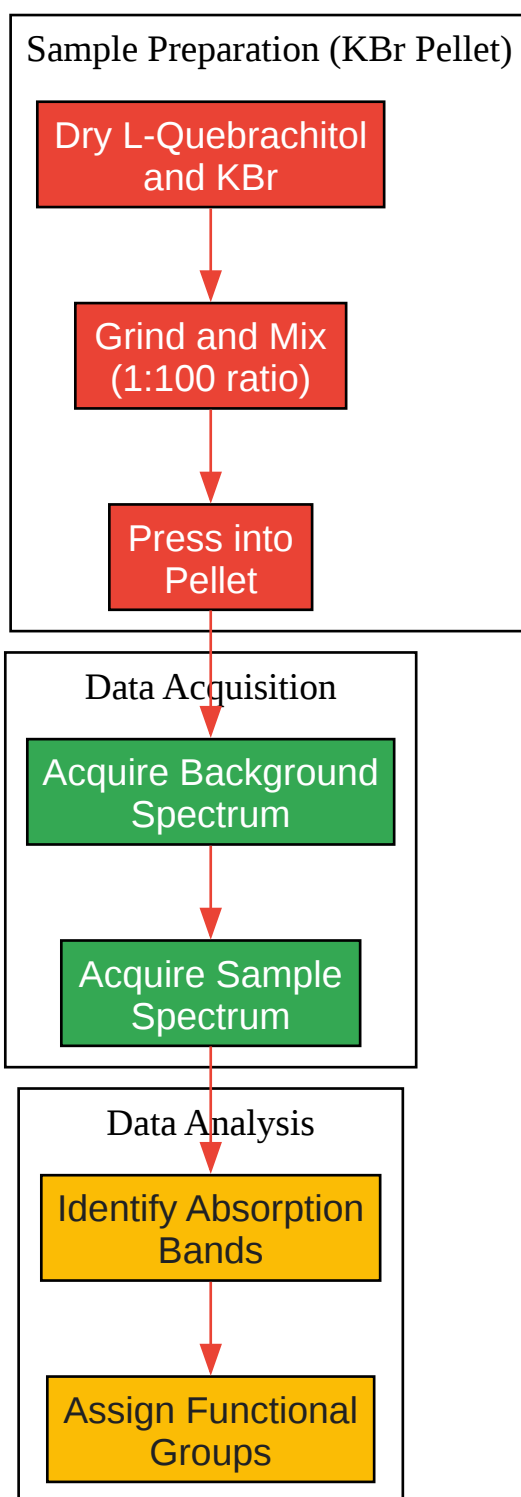 Sample Preparation (KBr Pellet)
Dry L-Quebrachitol
and KBr
Grind and Mix
(1:100 ratio)
Press into
Pellet
Data Acquisition
Acquire Background
Spectrum
Acquire Sample
Spectrum
Data Analysis
Identify Absorption
Bands
Assign Functional
Groups